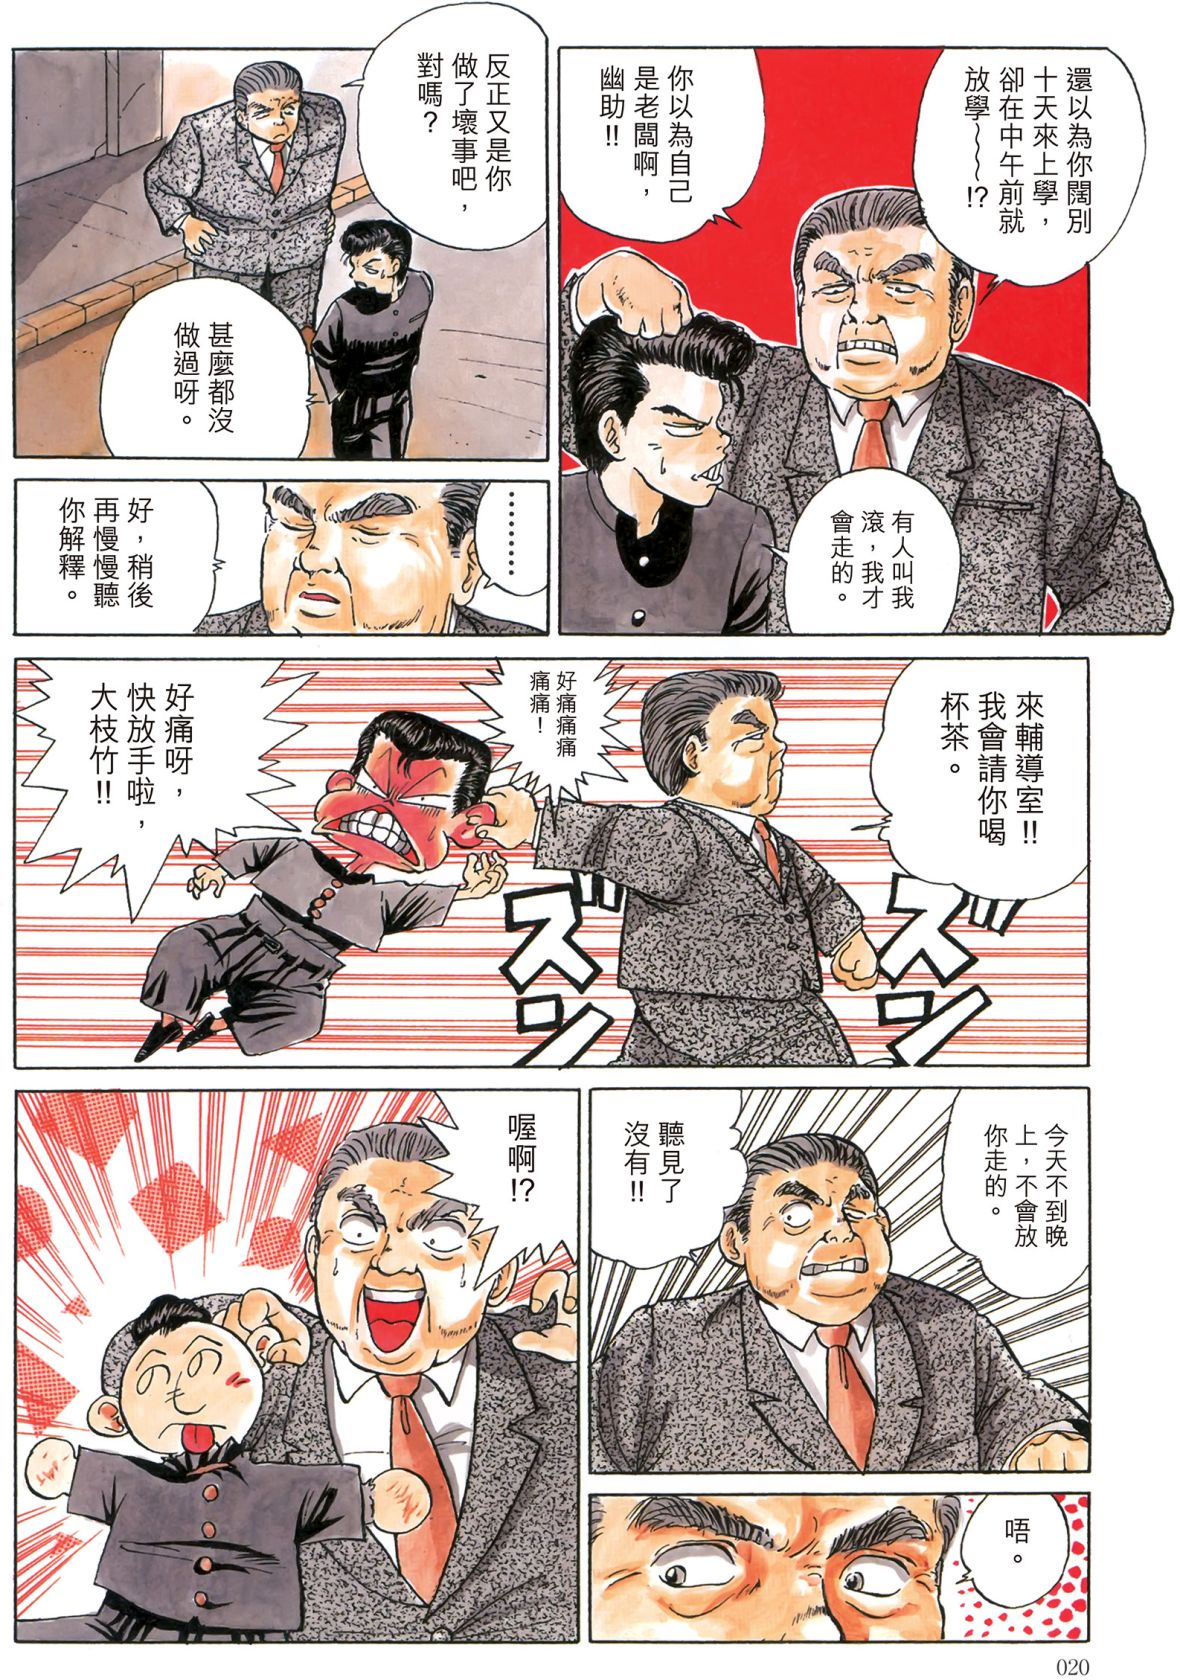 還以為你闊別
十天來上學，
卻在中午前就
放學～～!?
你以為自己
是老闆啊，
幽助!!
有人叫我
滾，我才
會走的。
反正又是你
做了壞事吧，
對嗎？
甚麼都沒
做過呀。
………
好，稍後
再慢慢聽
你解釋。
來輔導室!!
我會請你喝
杯茶。
ズン
好痛痛痛
痛痛！
ズン
好痛呀，
快放手啦，
大枝竹!!
今天不到晚
上，不會放
你走的。
聽見了
沒有!!
唔。
喔啊!?
020